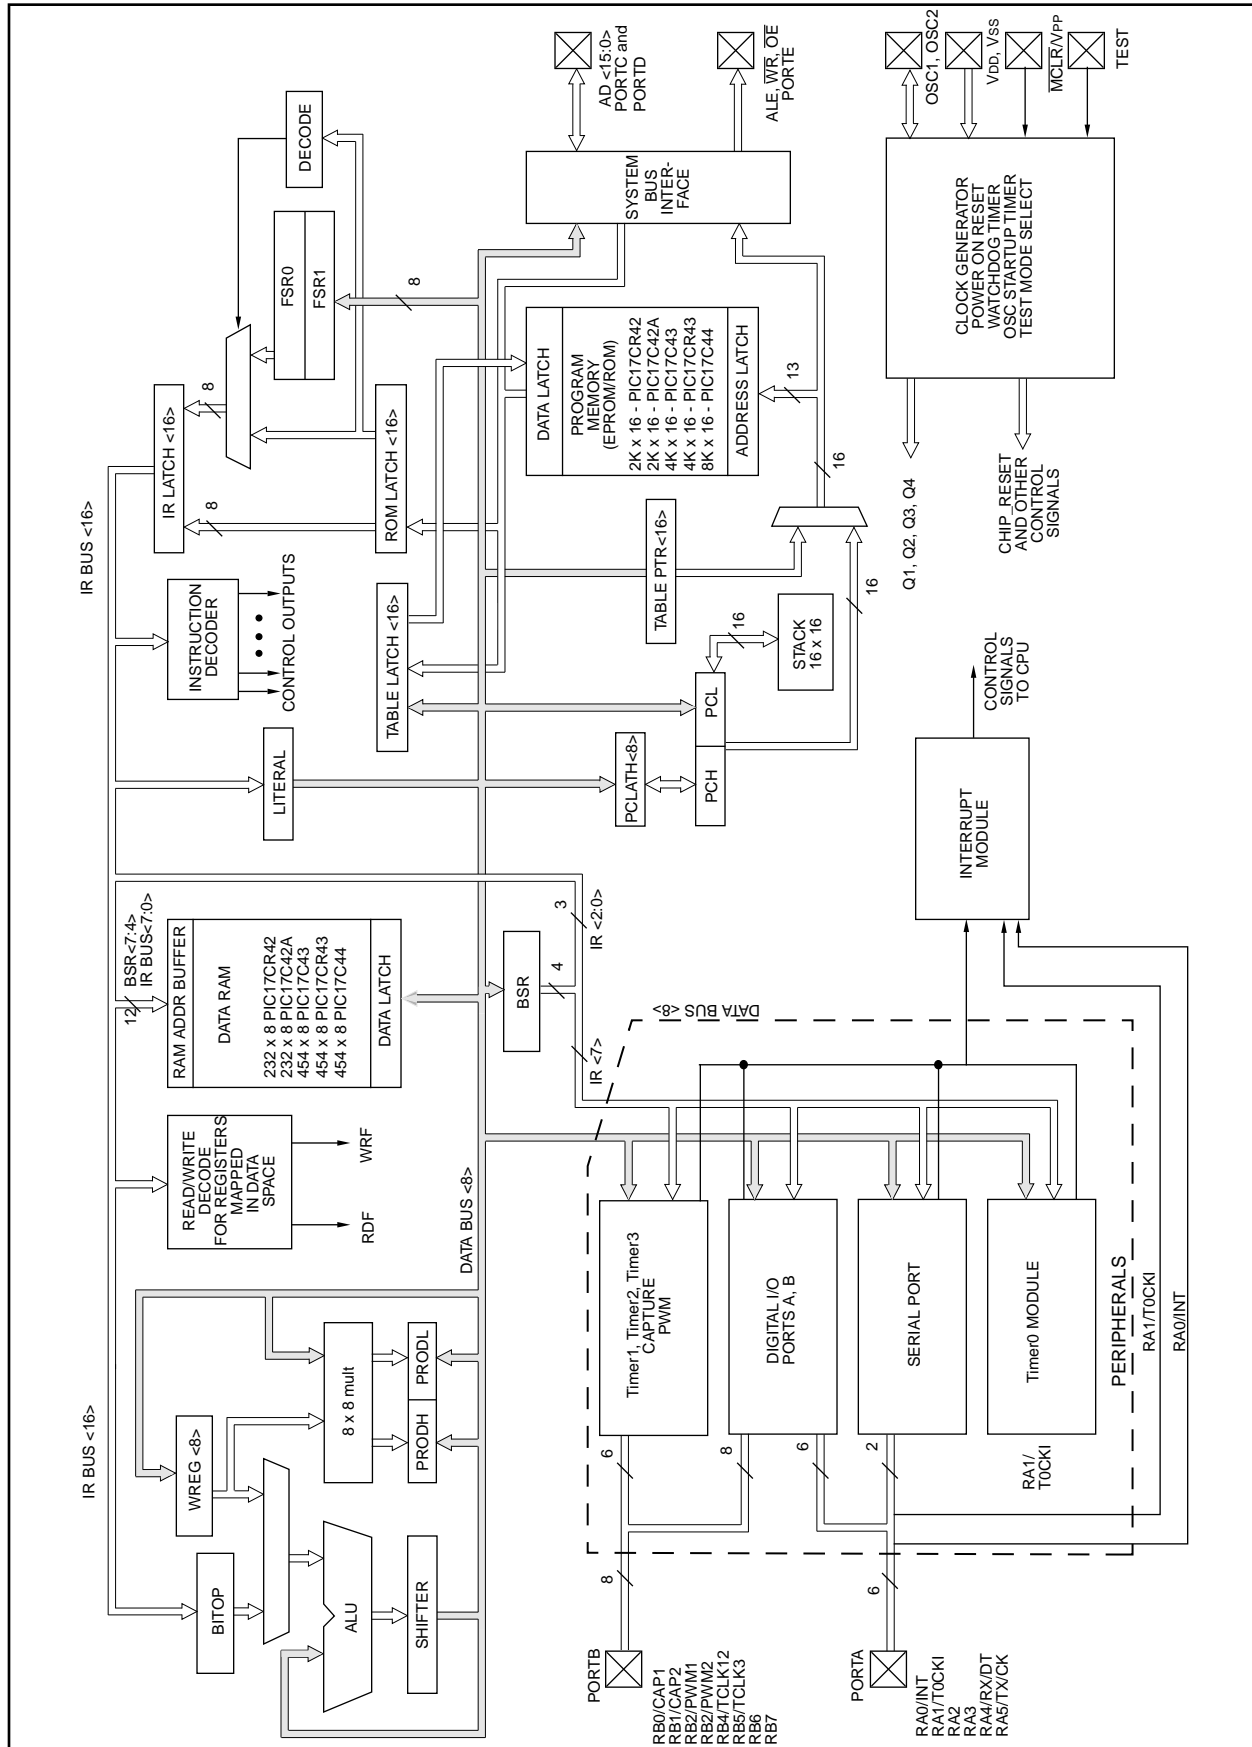 IR BUS <16>
IR BUS <16>
BITOP
WREG <8>
ALU
SHIFTER
8 x 8 mult
PRODH
PRODL
READ/WRITE
DECODE
FOR REGISTERS
MAPPED
IN DATA
SPACE
RDF
WRF
12
BSR<7:4>
IR BUS<7:0>
RAM ADDR BUFFER
DATA RAM
232 x 8 PIC17CR42
232 x 8 PIC17C42A
454 x 8 PIC17C43
454 x 8 PIC17CR43
454 x 8 PIC17C44
DATA LATCH
LITERAL
INSTRUCTION
DECODER
CONTROL OUTPUTS
IR LATCH <16>
8
8
FSR0
FSR1
DECODE
8
ROM LATCH <16>
TABLE LATCH <16>
DATA BUS <8>
BSR
4
3
IR <2:0>
IR <7>
DATA BUS <8>
PCLATH<8>
PCH
PCL
16
STACK
16 x 16
16
TABLE PTR<16>
16
13
DATA LATCH
PROGRAM
MEMORY
(EPROM/ROM)
2K x 16 - PIC17CR42
2K x 16 - PIC17C42A
4K x 16 - PIC17C43
4K x 16 - PIC17CR43
8K x 16 - PIC17C44
ADDRESS LATCH
SYSTEM
BUS
INTER-
FACE
AD <15:0>
PORTC and
PORTD
ALE, WR, OE
PORTE
PORTB
RB0/CAP1
RB1/CAP2
RB2/PWM1
RB2/PWM2
RB4/TCLK12
RB5/TCLK3
RB6
RB7
8
6
8
Timer1, Timer2, Timer3
CAPTURE
PWM
DIGITAL I/O
PORTS A, B
PORTA
RA0/INT
RA1/T0CKI
RA2
RA3
RA4/RX/DT
RA5/TX/CK
6
6
2
SERIAL PORT
RA1/
T0CKI
Timer0 MODULE
PERIPHERALS
RA1/T0CKI
RA0/INT
INTERRUPT
MODULE
CONTROL
SIGNALS
TO CPU
Q1, Q2, Q3, Q4
CHIP_RESET
AND OTHER
CONTROL
SIGNALS
CLOCK GENERATOR
POWER ON RESET
WATCHDOG TIMER
OSC STARTUP TIMER
TEST MODE SELECT
OSC1, OSC2
VDD, VSS
MCLR/VPP
TEST